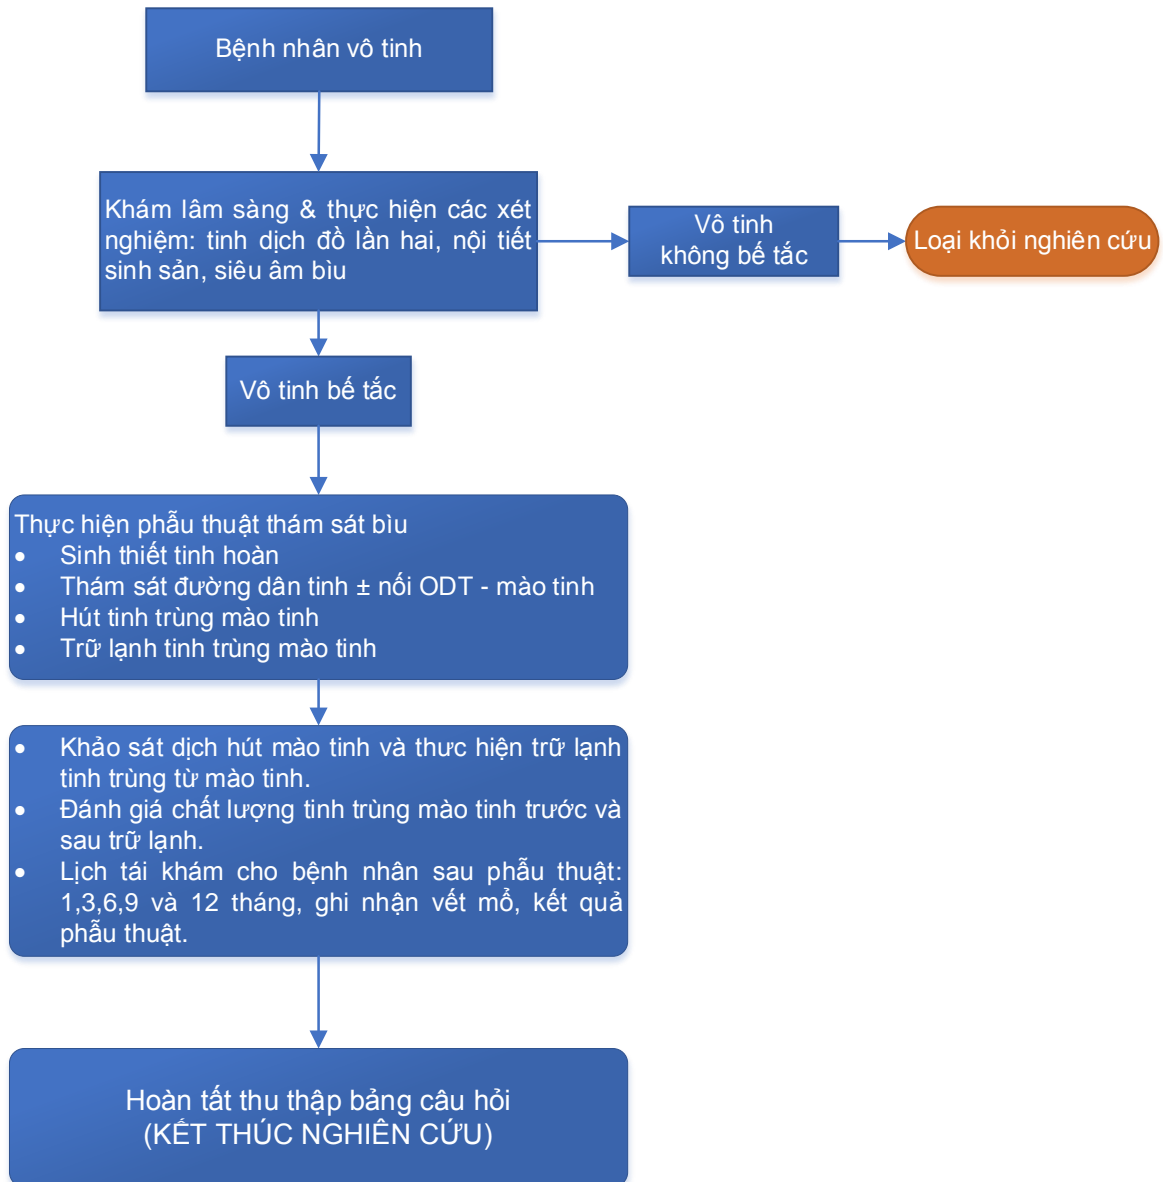 Bệnh nhân vô tinh
Khám lâm sàng & thực hiện các xét
nghiệm: tinh dịch đồ lần hai, nội tiết
sinh sản, siêu âm bìu
Vô tinh
không bế tắc
Loại khỏi nghiên cứu
Vô tinh bế tắc
Thực hiện phẫu thuật thám sát bìu
• Sinh thiết tinh hoàn
• Thám sát đường dân tinh ± nối ODT - mào tinh
• Hút tinh trùng mào tinh
• Trữ lạnh tinh trùng mào tinh
• Khảo sát dịch hút mào tinh và thưc hiện trữ lạnh
tinh trùng từ mào tinh.
• Đánh giá chất lượng tinh trùng mào tinh trước và
sau trữ lạnh.
• Lịch tái khám cho bệnh nhân sau phẫu thuật:
1,3,6,9 và 12 tháng, ghi nhận vết mổ, kết quả
phẫu thuật.
Hoàn tất thu thập bảng câu hỏi
(KẾT THÚC NGHIÊN CỨU)